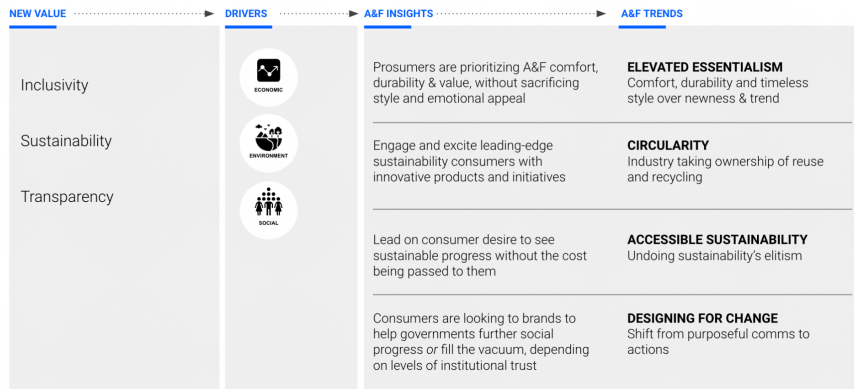 NEW VALUE
DRIVERS
A&F INSIGHTS
A&F TRENDS
Inclusivity
Sustainability
Transparency
ECONOMIC
ENVIRONMENT
SOCIAL
Prosumers are prioritizing A&F comfort,
durability & value, without sacrificing
style and emotional appeal
ELEVATED ESSENTIALISM
Comfort, durability and timeless
style over newness & trend
Engage and excite leading-edge
sustainability consumers with
innovative products and initiatives
CIRCULARITY
Industry taking ownership of reuse
and recycling
Lead on consumer desire to see
sustainable progress without the cost
being passed to them
ACCESSIBLE SUSTAINABILITY
Undoing sustainability's elitism
Consumers are looking to brands to
help governments further social
progress or fill the vacuum, depending
on levels of institutional trust
DESIGNING FOR CHANGE
Shift from purposeful comms to
actions